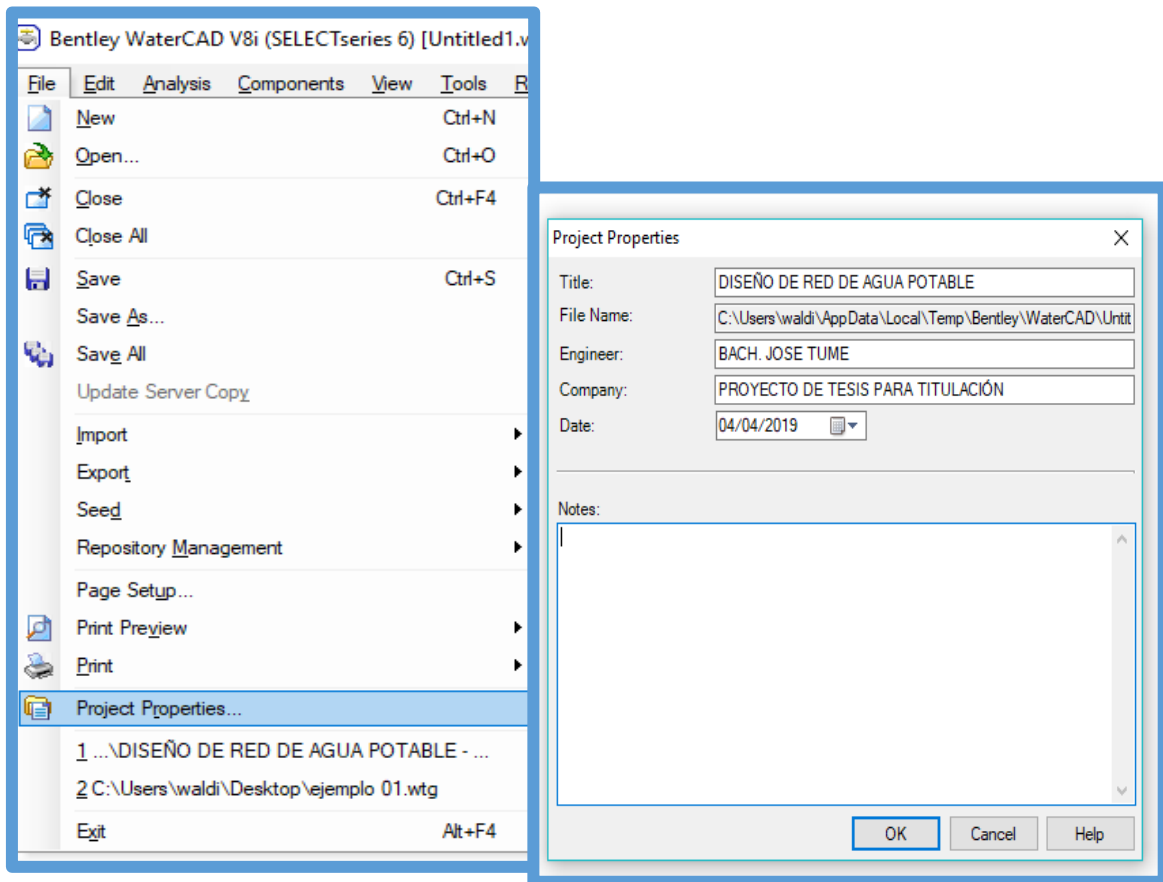 Bentley WaterCAD V8i (SELECTseries 6) [Untitled1.w
File Edit Analysis Components View Tools R
New Ctrl+N
Open... Ctrl+O
Close Ctrl+F4
Close All
Save Ctrl+S
Save As...
Save All
Update Server Copy
Import
Export
Seed
Repository Management
Page Setup...
Print Preview
Print
Project Properties...
1 ...\DISEÑO DE RED DE AGUA POTABLE - ...
2 C:\Users\waldi\Desktop\ejemplo 01.wtg
Exit Alt+F4
Project Properties
Title: DISEÑO DE RED DE AGUA POTABLE
File Name: C:\Users\waldi\AppData\Local\Temp\Bentley\WaterCAD\Untit
Engineer: BACH. JOSE TUME
Company: PROYECTO DE TESIS PARA TITULACIÓN
Date: 04/04/2019
Notes:
OK Cancel Help